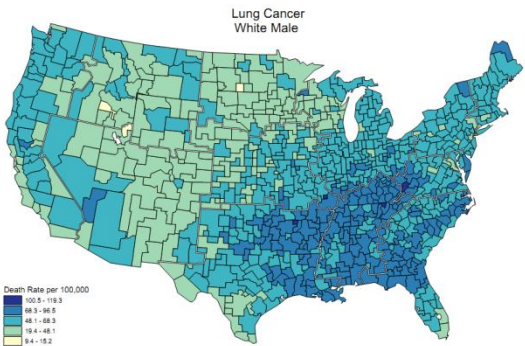 Lung Cancer
White Male
Death Rate per 100,000
100.5 - 119.3
68.3 - 96.5
48.1 - 68.3
19.4 - 48.1
9.4 - 15.2